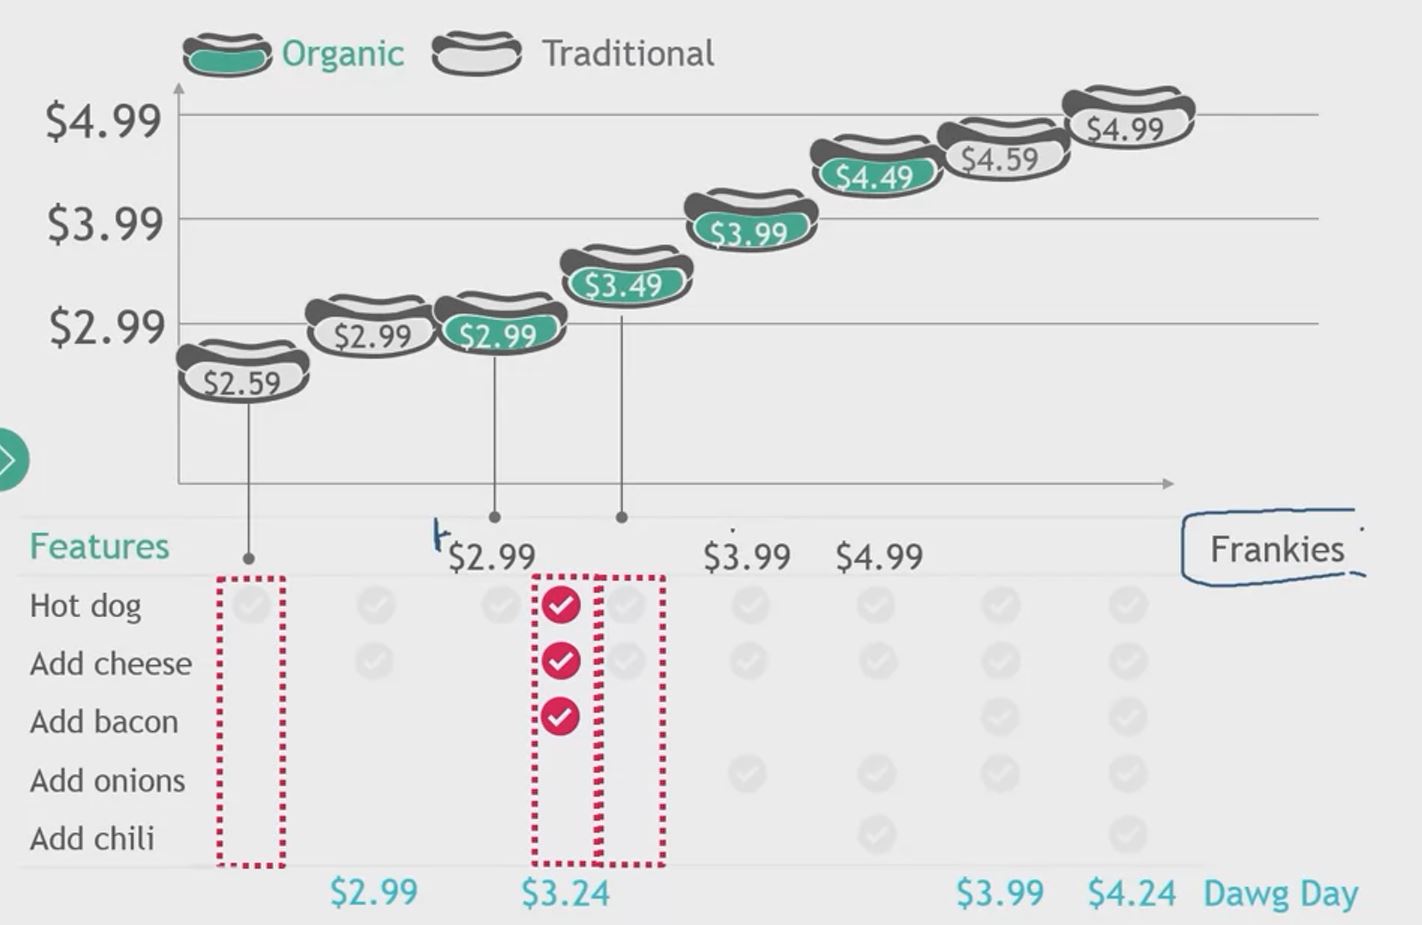 Organic Traditional
$4.99
$3.99
$2.99
$2.59 $2.99 $2.99 $3.49 $3.99 $4.49 $4.59 $4.99
Features $2.99 $3.99 $4.99 Frankies
Hot dog
Add cheese
Add bacon
Add onions
Add chili
$2.99 $3.24 $3.99 $4.24 Dawg Day